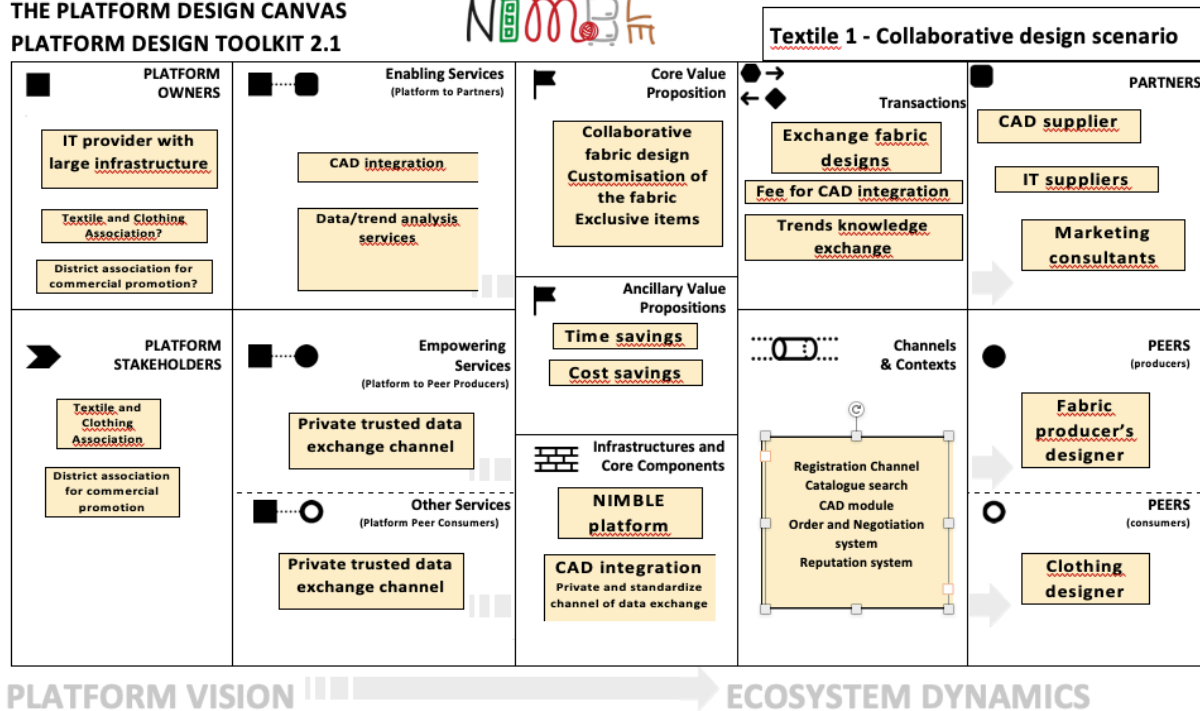 THE PLATFORM DESIGN CANVAS
PLATFORM DESIGN TOOLKIT 2.1
NIMBLE
Textile 1 - Collaborative design scenario
PLATFORM
OWNERS
IT provider with
large infrastructure
Textile and Clothing
Association?
District association for
commercial promotion?
Enabling Services
(Platform to Partners)
CAD integration
Data/trend analysis
services
Core Value
Proposition
Collaborative
fabric design
Customisation of
the fabric
Exclusive items
Transactions
Exchange fabric
designs
Fee for CAD integration
Trends knowledge
exchange
PARTNERS
CAD supplier
IT suppliers
Marketing
consultants
Ancillary Value
Propositions
Time savings
Cost savings
PLATFORM
STAKEHOLDERS
Textile and
Clothing
Association
District association
for commercial
promotion
Empowering
Services
(Platform to Peer Producers)
Private trusted data
exchange channel
Other Services
(Platform Peer Consumers)
Private trusted data
exchange channel
Infrastructures and
Core Components
NIMBLE
platform
CAD integration
Private and standardize
channel of data exchange
Channels
& Contexts
Registration Channel
Catalogue search
CAD module
Order and Negotiation
system
Reputation system
PEERS
(producers)
Fabric
producer's
designer
PEERS
(consumers)
Clothing
designer
PLATFORM VISION
ECOSYSTEM DYNAMICS